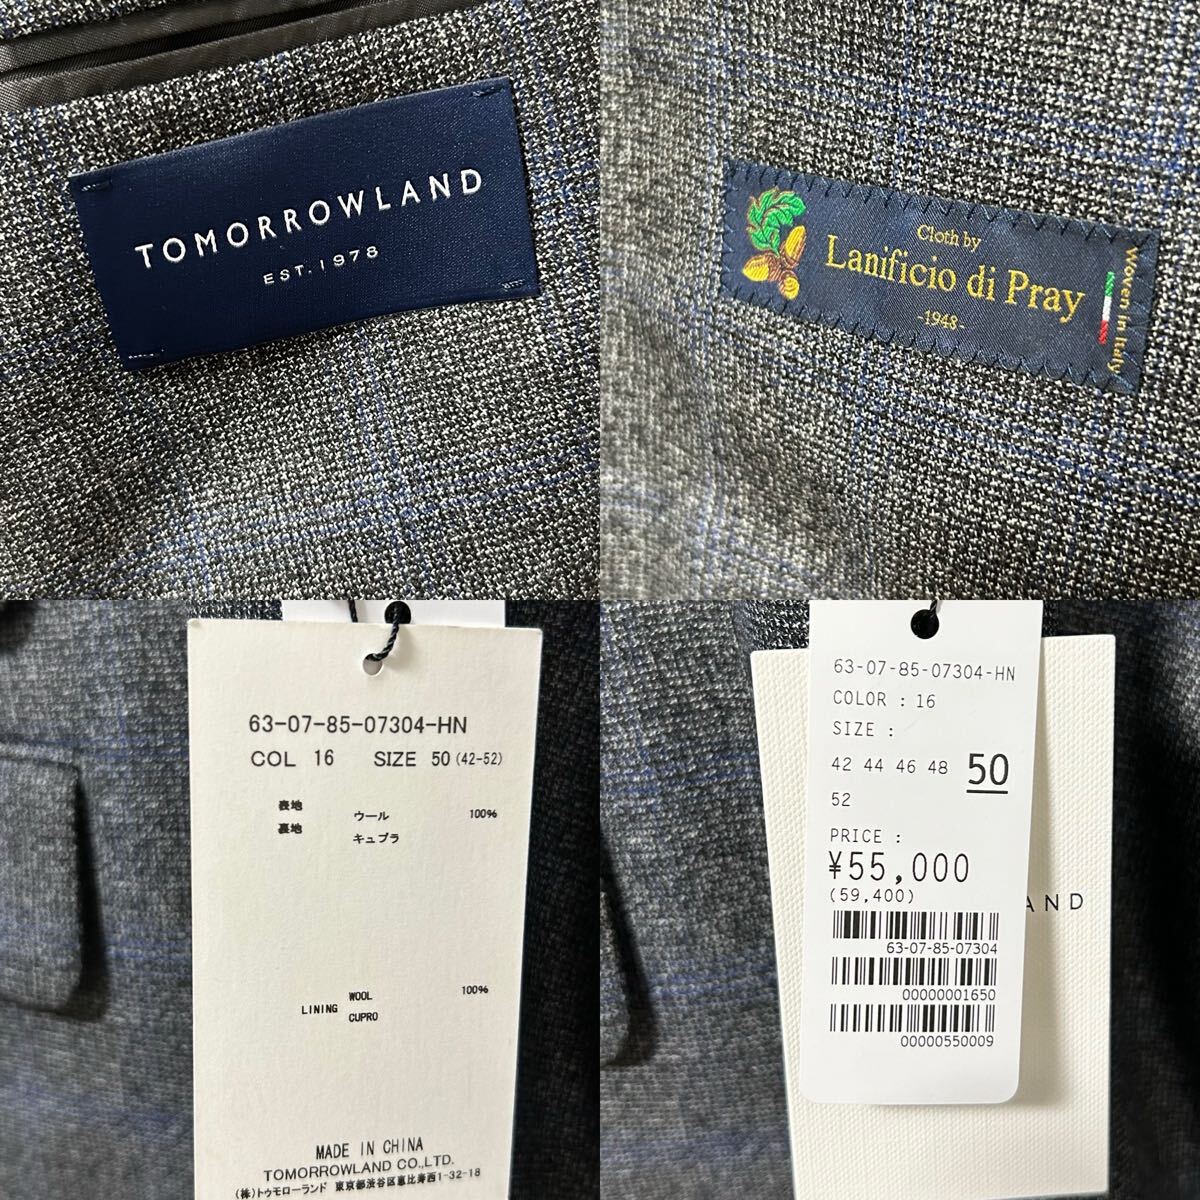 TOMORROWLAND
EST. 1978
Cloth by
Lanificio di Pray
-1948-
Woven in Italy
63-07-85-07304-HN
COL 16 SIZE 50 (42-52)
表地 ウール 100%
裏地 キュプラ
WOOL 100%
LINING CUPRO
MADE IN CHINA
TOMORROWLAND CO.,LTD.
(株)トゥモローランド 東京都渋谷区恵比寿西1-32-18
63-07-85-07304-HN
COLOR : 16
SIZE :
42 44 46 48 50
52
PRICE :
¥55,000
(59,400)
63-07-85-07304
00000001650
00000550009
AND